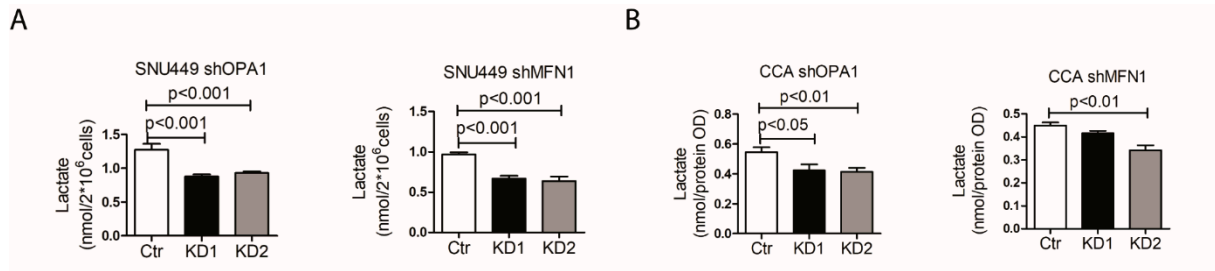 A
B
SNU449 shOPA1
p<0.001
p<0.001
Lactate
(nmol/2*10⁶cells)
1.5
1.0
0.5
0.0
Ctr KD1 KD2
SNU449 shMFN1
p<0.001
p<0.001
Lactate
(nmol/2*10⁶cells)
1.5
1.0
0.5
0.0
Ctr KD1 KD2
CCA shOPA1
p<0.01
p<0.05
Lactate
(nmol/protein OD)
0.8
0.6
0.4
0.2
0.0
Ctr KD1 KD2
CCA shMFN1
p<0.01
Lactate
(nmol/protein OD)
0.5
0.4
0.3
0.2
0.1
0.0
Ctr KD1 KD2